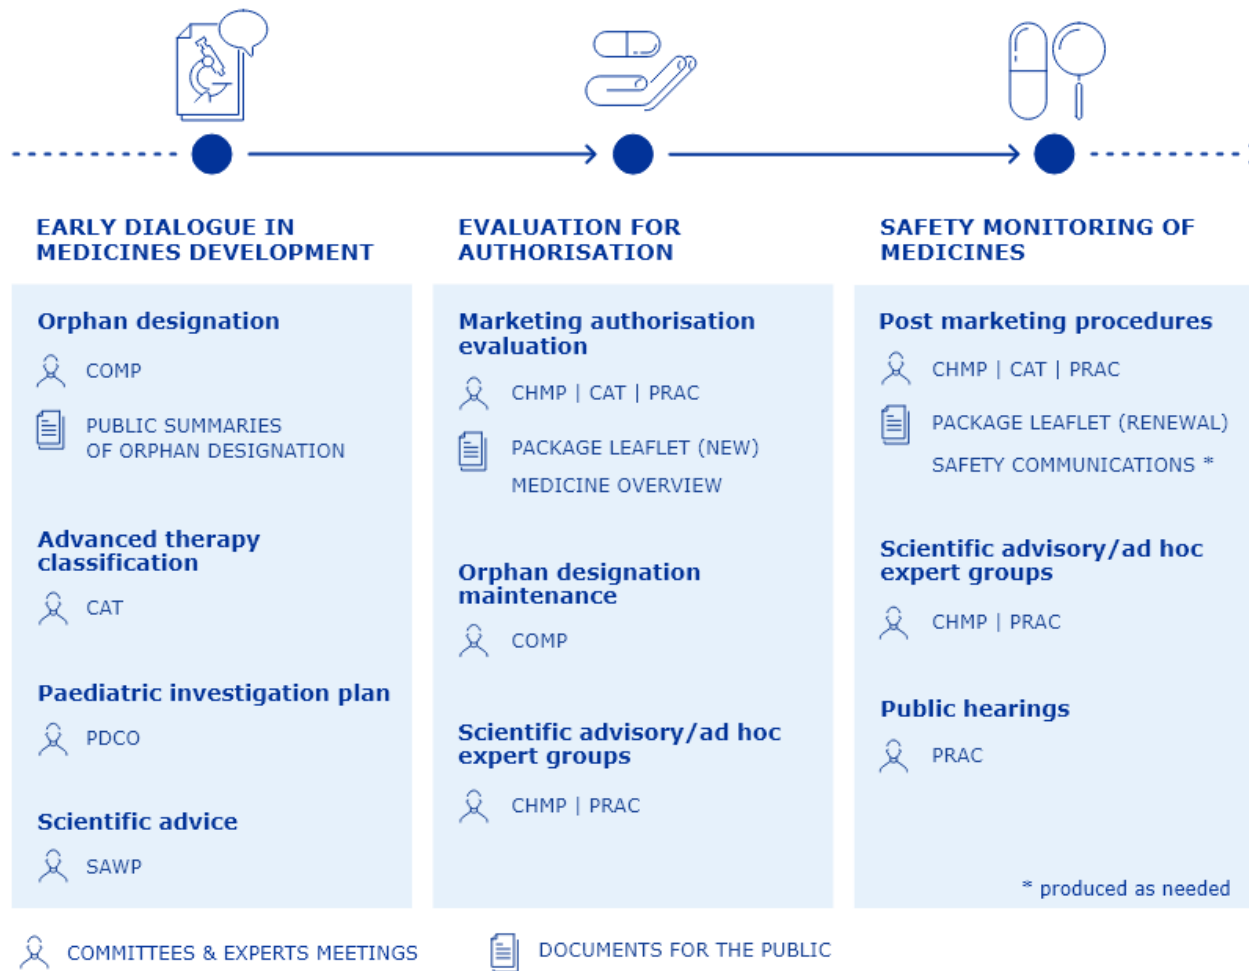 EARLY DIALOGUE IN
MEDICINES DEVELOPMENT
Orphan designation
COMP
PUBLIC SUMMARIES
OF ORPHAN DESIGNATION
Advanced therapy
classification
CAT
Paediatric investigation plan
PDCO
Scientific advice
SAWP
EVALUATION FOR
AUTHORISATION
Marketing authorisation
evaluation
CHMP | CAT | PRAC
PACKAGE LEAFLET (NEW)
MEDICINE OVERVIEW
Orphan designation
maintenance
COMP
Scientific advisory/ad hoc
expert groups
CHMP | PRAC
SAFETY MONITORING OF
MEDICINES
Post marketing procedures
CHMP | CAT | PRAC
PACKAGE LEAFLET (RENEWAL)
SAFETY COMMUNICATIONS *
Scientific advisory/ad hoc
expert groups
CHMP | PRAC
Public hearings
PRAC
* produced as needed
COMMITTEES & EXPERTS MEETINGS
DOCUMENTS FOR THE PUBLIC